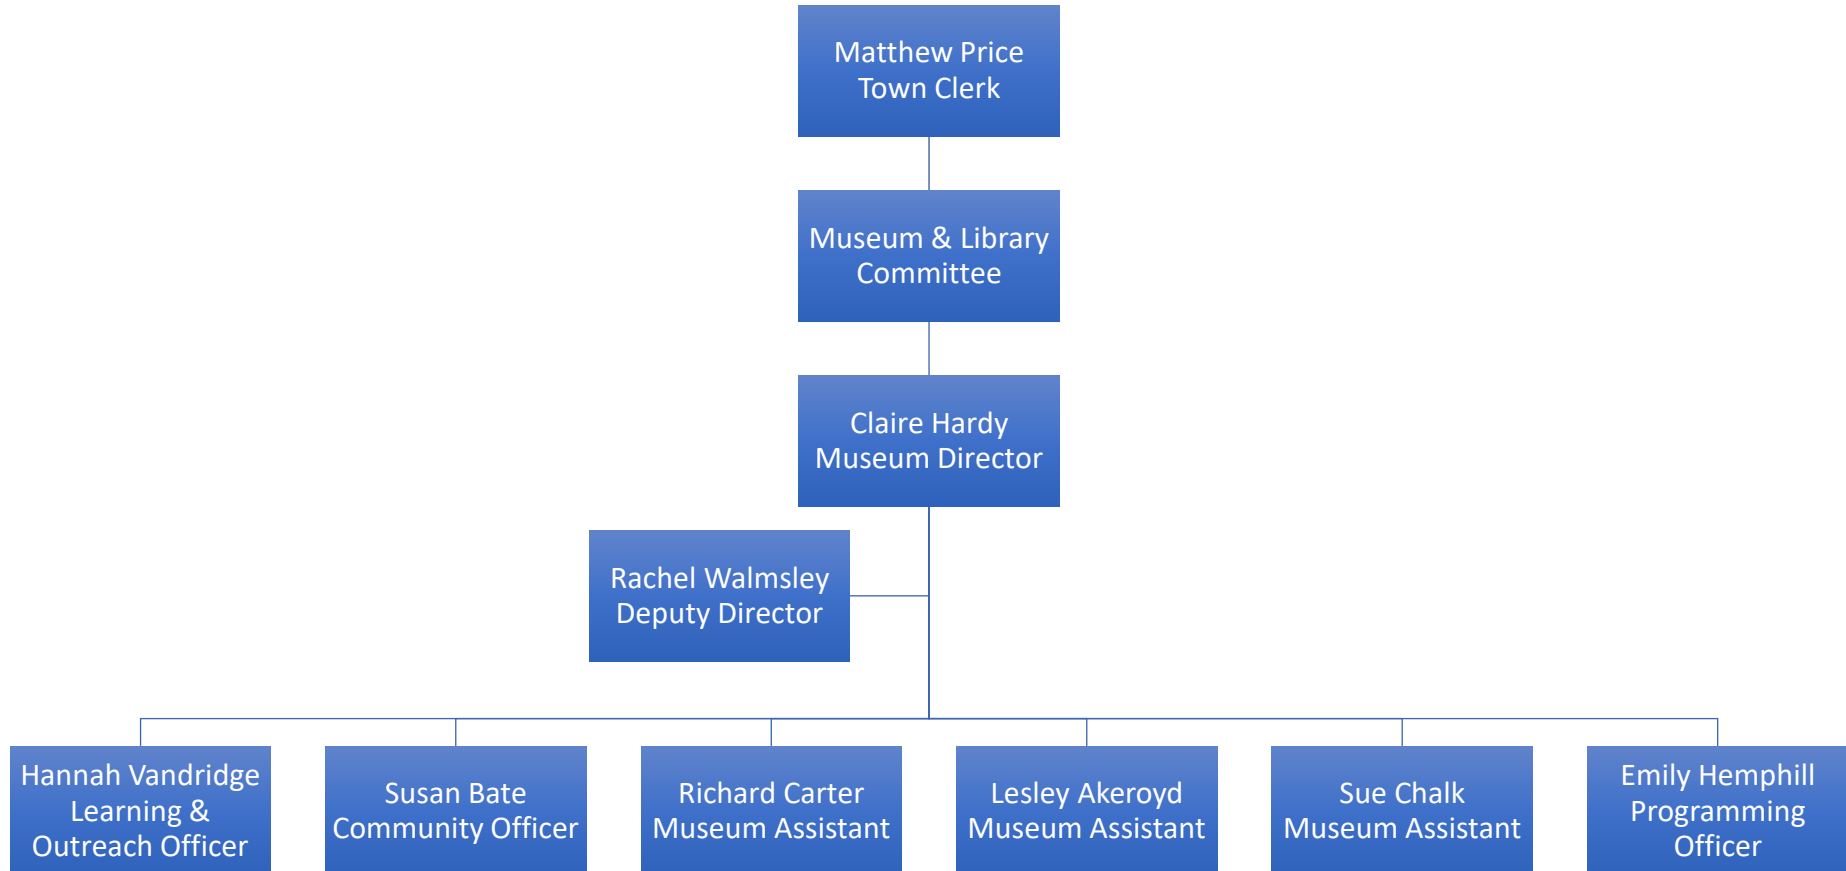 Matthew Price
Town Clerk
Museum & Library
Committee
Claire Hardy
Museum Director
Rachel Walmsley
Deputy Director
Hannah Vandridge
Learning &
Outreach Officer
Susan Bate
Community Officer
Richard Carter
Museum Assistant
Lesley Akeroyd
Museum Assistant
Sue Chalk
Museum Assistant
Emily Hemphill
Programming
Officer